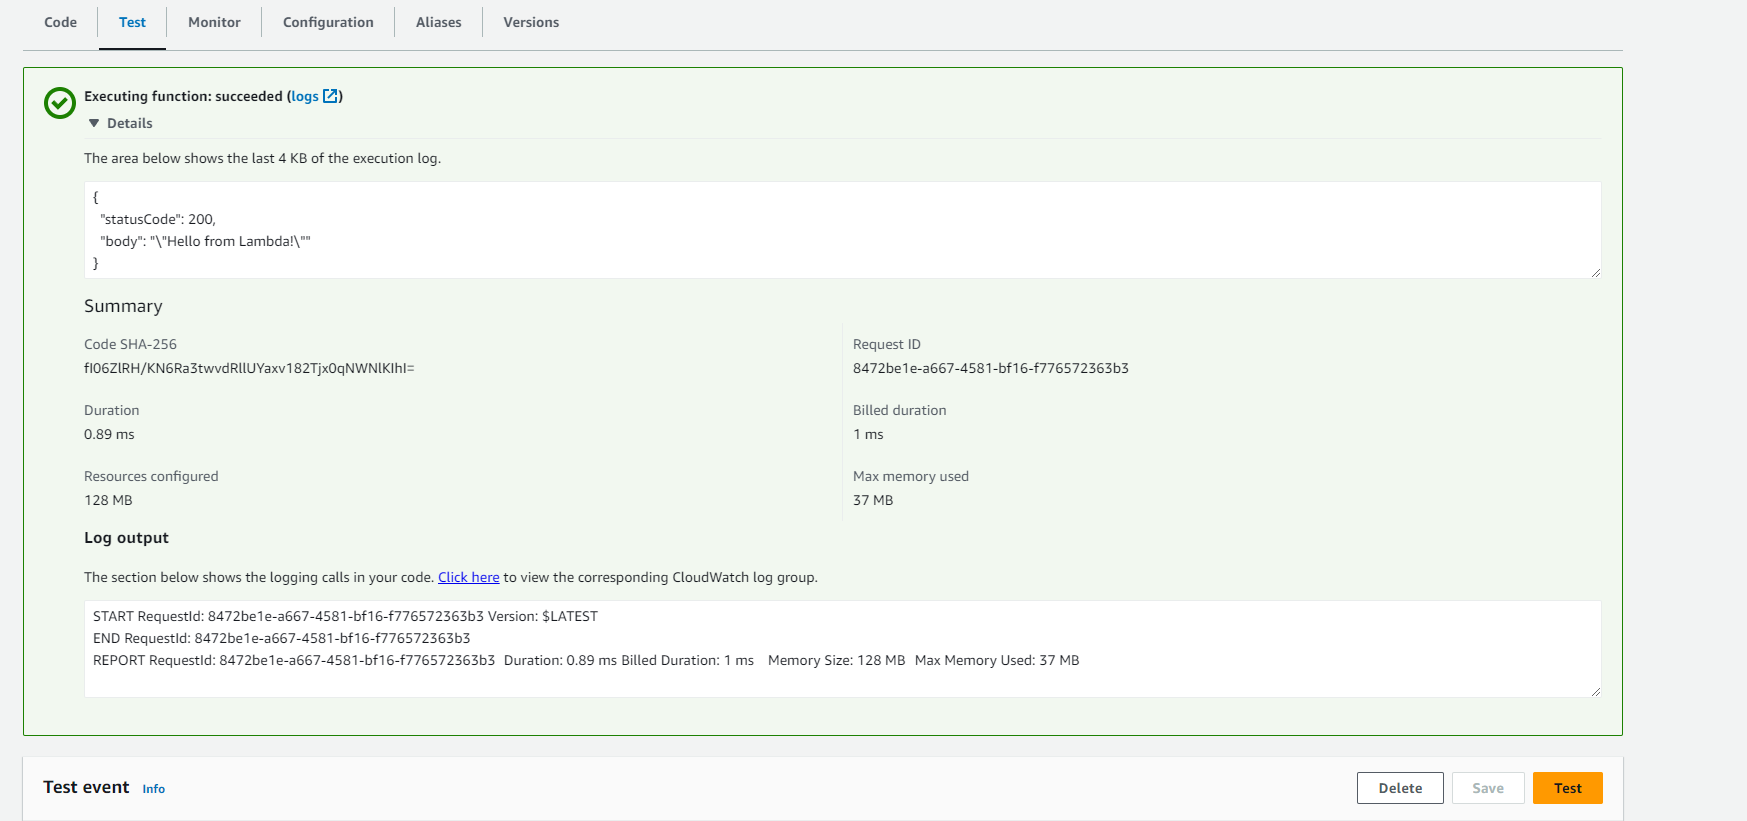 Code Test Monitor Configuration Aliases Versions
Executing function: succeeded (logs)
Details
The area below shows the last 4 KB of the execution log.
{
"statusCode": 200,
"body": "\"Hello from Lambda!\""
}
Summary
Code SHA-256
fI06ZlRH/KN6Ra3twvdRllUYaxv182Tjx0qNWNlKIhI=
Request ID
8472be1e-a667-4581-bf16-f776572363b3
Duration
0.89 ms
Billed duration
1 ms
Resources configured
128 MB
Max memory used
37 MB
Log output
The section below shows the logging calls in your code. Click here to view the corresponding CloudWatch log group.
START RequestId: 8472be1e-a667-4581-bf16-f776572363b3 Version: $LATEST
END RequestId: 8472be1e-a667-4581-bf16-f776572363b3
REPORT RequestId: 8472be1e-a667-4581-bf16-f776572363b3 Duration: 0.89 ms Billed Duration: 1 ms Memory Size: 128 MB Max Memory Used: 37 MB
Test event Info
Delete Save Test